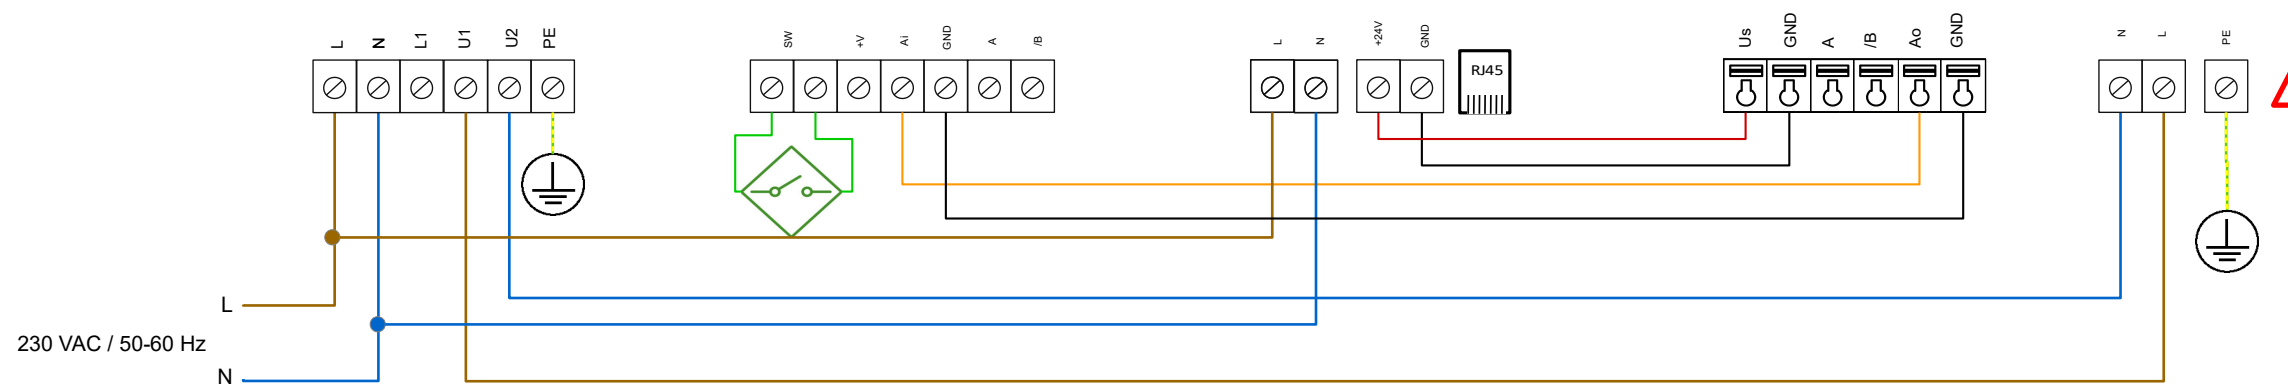 L N L1 U1 U2 PE
SW +V Ai GND A /B
L N
+24V GND
RJ45
Us GND A /B Ao GND
N L
PE
L
230 VAC / 50-60 Hz
N